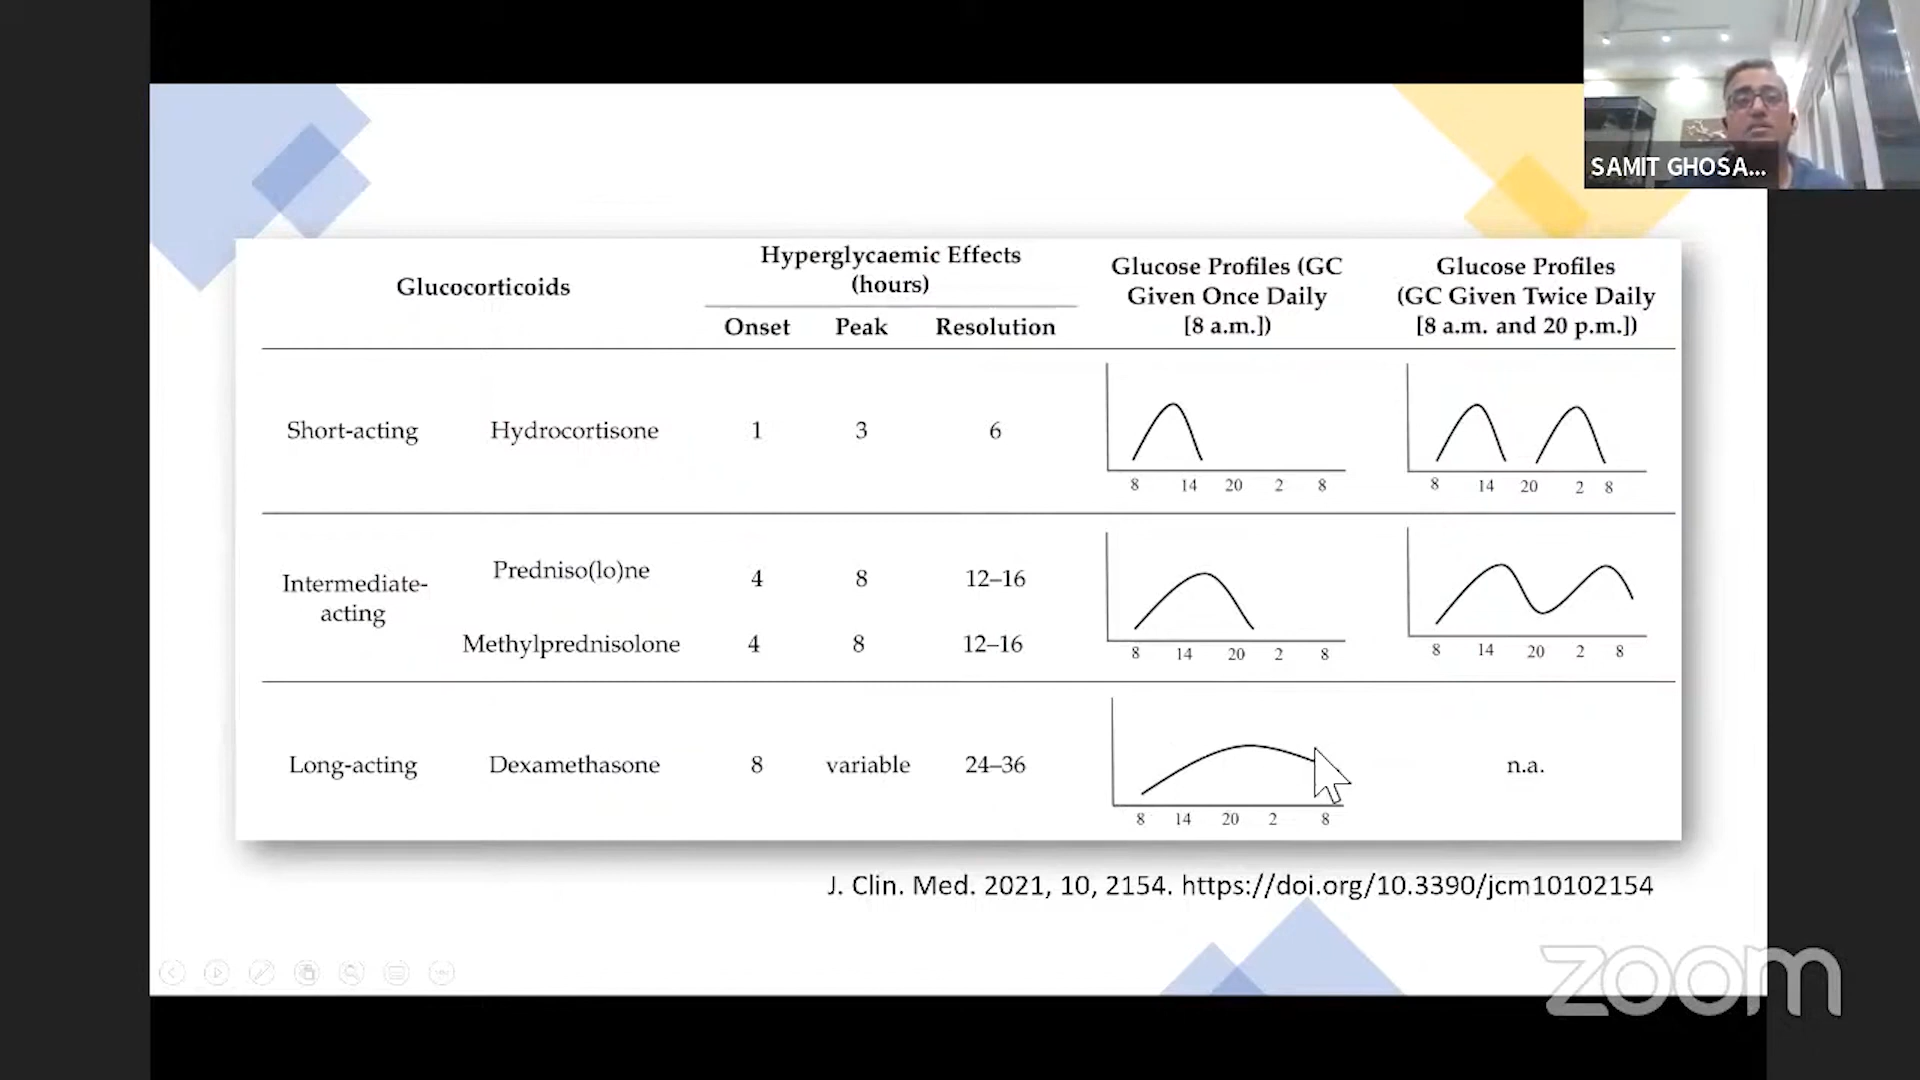 SAMIT GHOSA...
Glucocorticoids
Hyperglycaemic Effects
(hours)
Onset Peak Resolution
Glucose Profiles (GC
Given Once Daily
[8 a.m.])
Glucose Profiles
(GC Given Twice Daily
[8 a.m. and 20 p.m.])
Short-acting Hydrocortisone 1 3 6
8 14 20 2 8
8 14 20 2 8
Intermediate-
acting
Predniso(lo)ne 4 8 12–16
Methylprednisolone 4 8 12–16
8 14 20 2 8
8 14 20 2 8
Long-acting Dexamethasone 8 variable 24–36
8 14 20 2 8
n.a.
J. Clin. Med. 2021, 10, 2154. https://doi.org/10.3390/jcm10102154
zoom